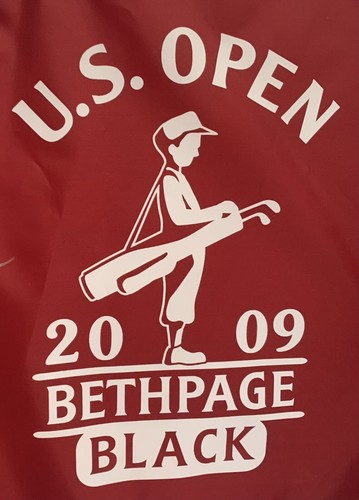 U.S. OPEN
20 09
BETHPAGE
BLACK